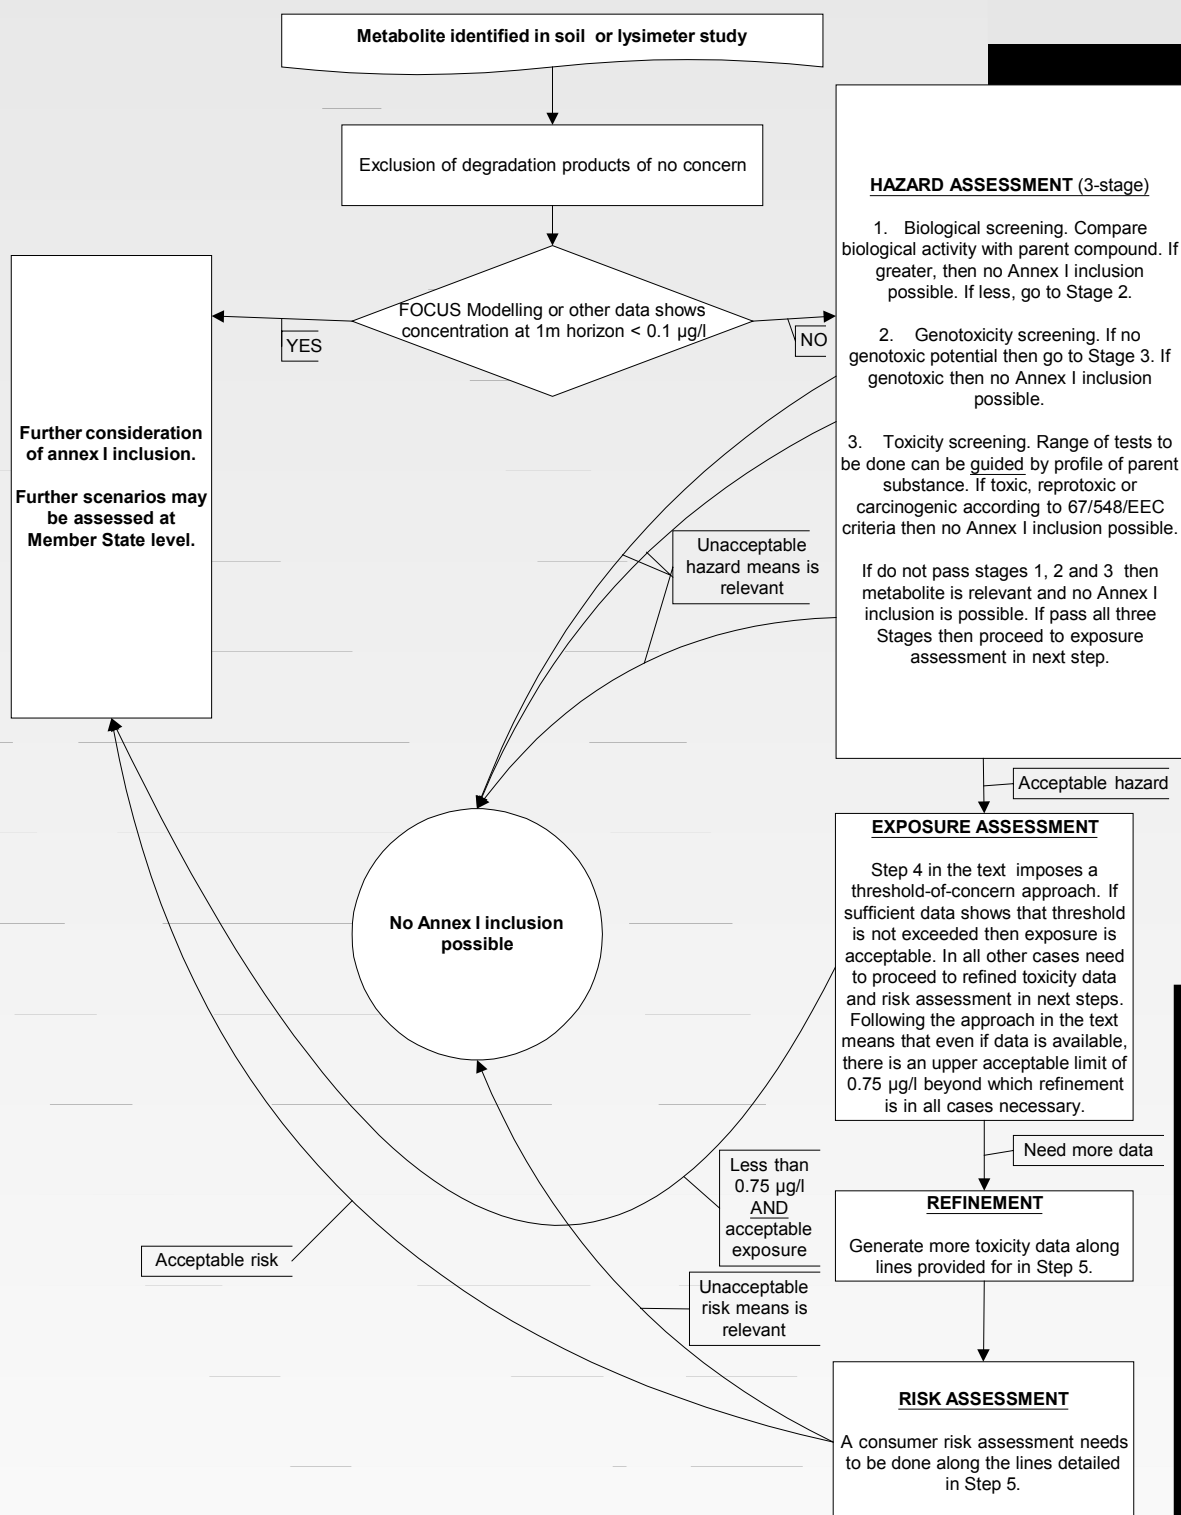 Metabolite identified in soil or lysimeter study
Exclusion of degradation products of no concern
FOCUS Modelling or other data shows
concentration at 1m horizon < 0.1 µg/l
YES
NO
Further consideration
of annex I inclusion.
Further scenarios may
be assessed at
Member State level.
HAZARD ASSESSMENT (3-stage)
1. Biological screening. Compare
biological activity with parent compound. If
greater, then no Annex I inclusion
possible. If less, go to Stage 2.
2. Genotoxicity screening. If no
genotoxic potential then go to Stage 3. If
genotoxic then no Annex I inclusion
possible.
3. Toxicity screening. Range of tests to
be done can be guided by profile of parent
substance. If toxic, reprotoxic or
carcinogenic according to 67/548/EEC
criteria then no Annex I inclusion possible.
If do not pass stages 1, 2 and 3 then
metabolite is relevant and no Annex I
inclusion is possible. If pass all three
Stages then proceed to exposure
assessment in next step.
Unacceptable
hazard means is
relevant
Acceptable hazard
No Annex I inclusion
possible
EXPOSURE ASSESSMENT
Step 4 in the text imposes a
threshold-of-concern approach. If
sufficient data shows that threshold
is not exceeded then exposure is
acceptable. In all other cases need
to proceed to refined toxicity data
and risk assessment in next steps.
Following the approach in the text
means that even if data is available,
there is an upper acceptable limit of
0.75 µg/l beyond which refinement
is in all cases necessary.
Need more data
Less than
0.75 µg/l
AND
acceptable
exposure
Acceptable risk
REFINEMENT
Generate more toxicity data along
lines provided for in Step 5.
Unacceptable
risk means is
relevant
RISK ASSESSMENT
A consumer risk assessment needs
to be done along the lines detailed
in Step 5.